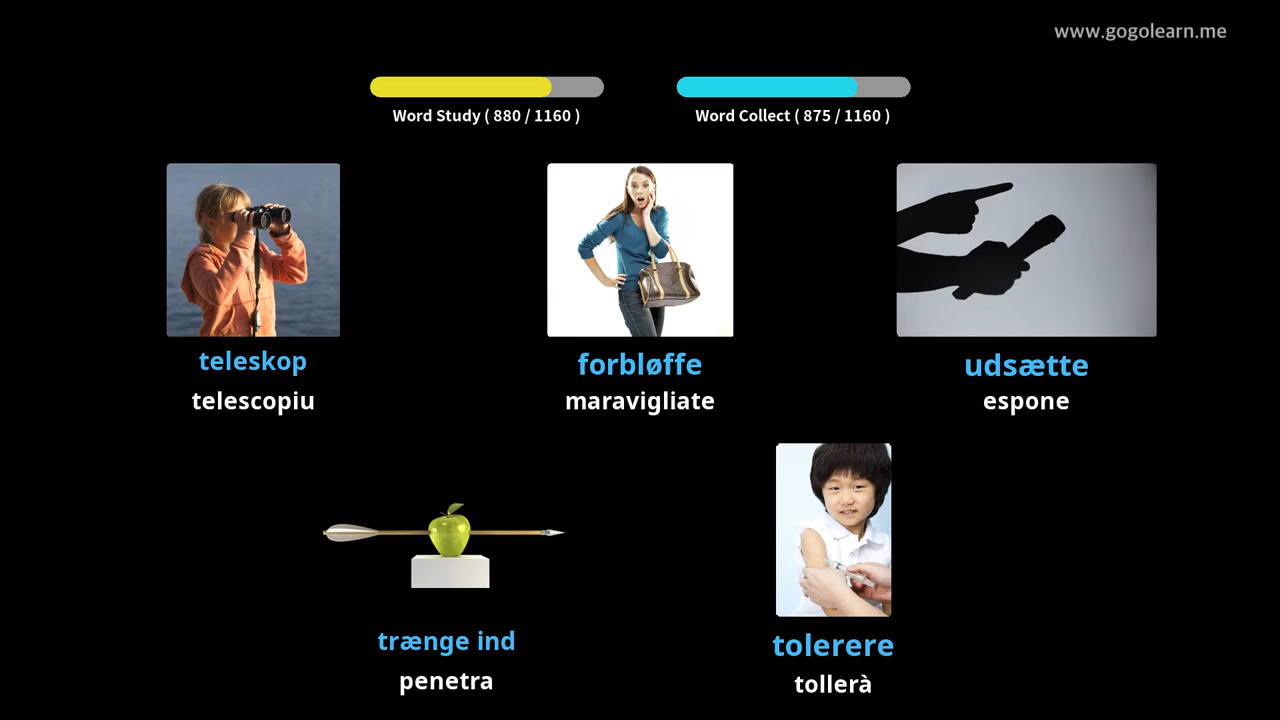 www.gogolearn.me
Word Study ( 880 / 1160 )
Word Collect ( 875 / 1160 )
teleskop
telescopiu
forbløffe
maravigliate
udsætte
espone
trænge ind
penetra
tolerere
tollerà